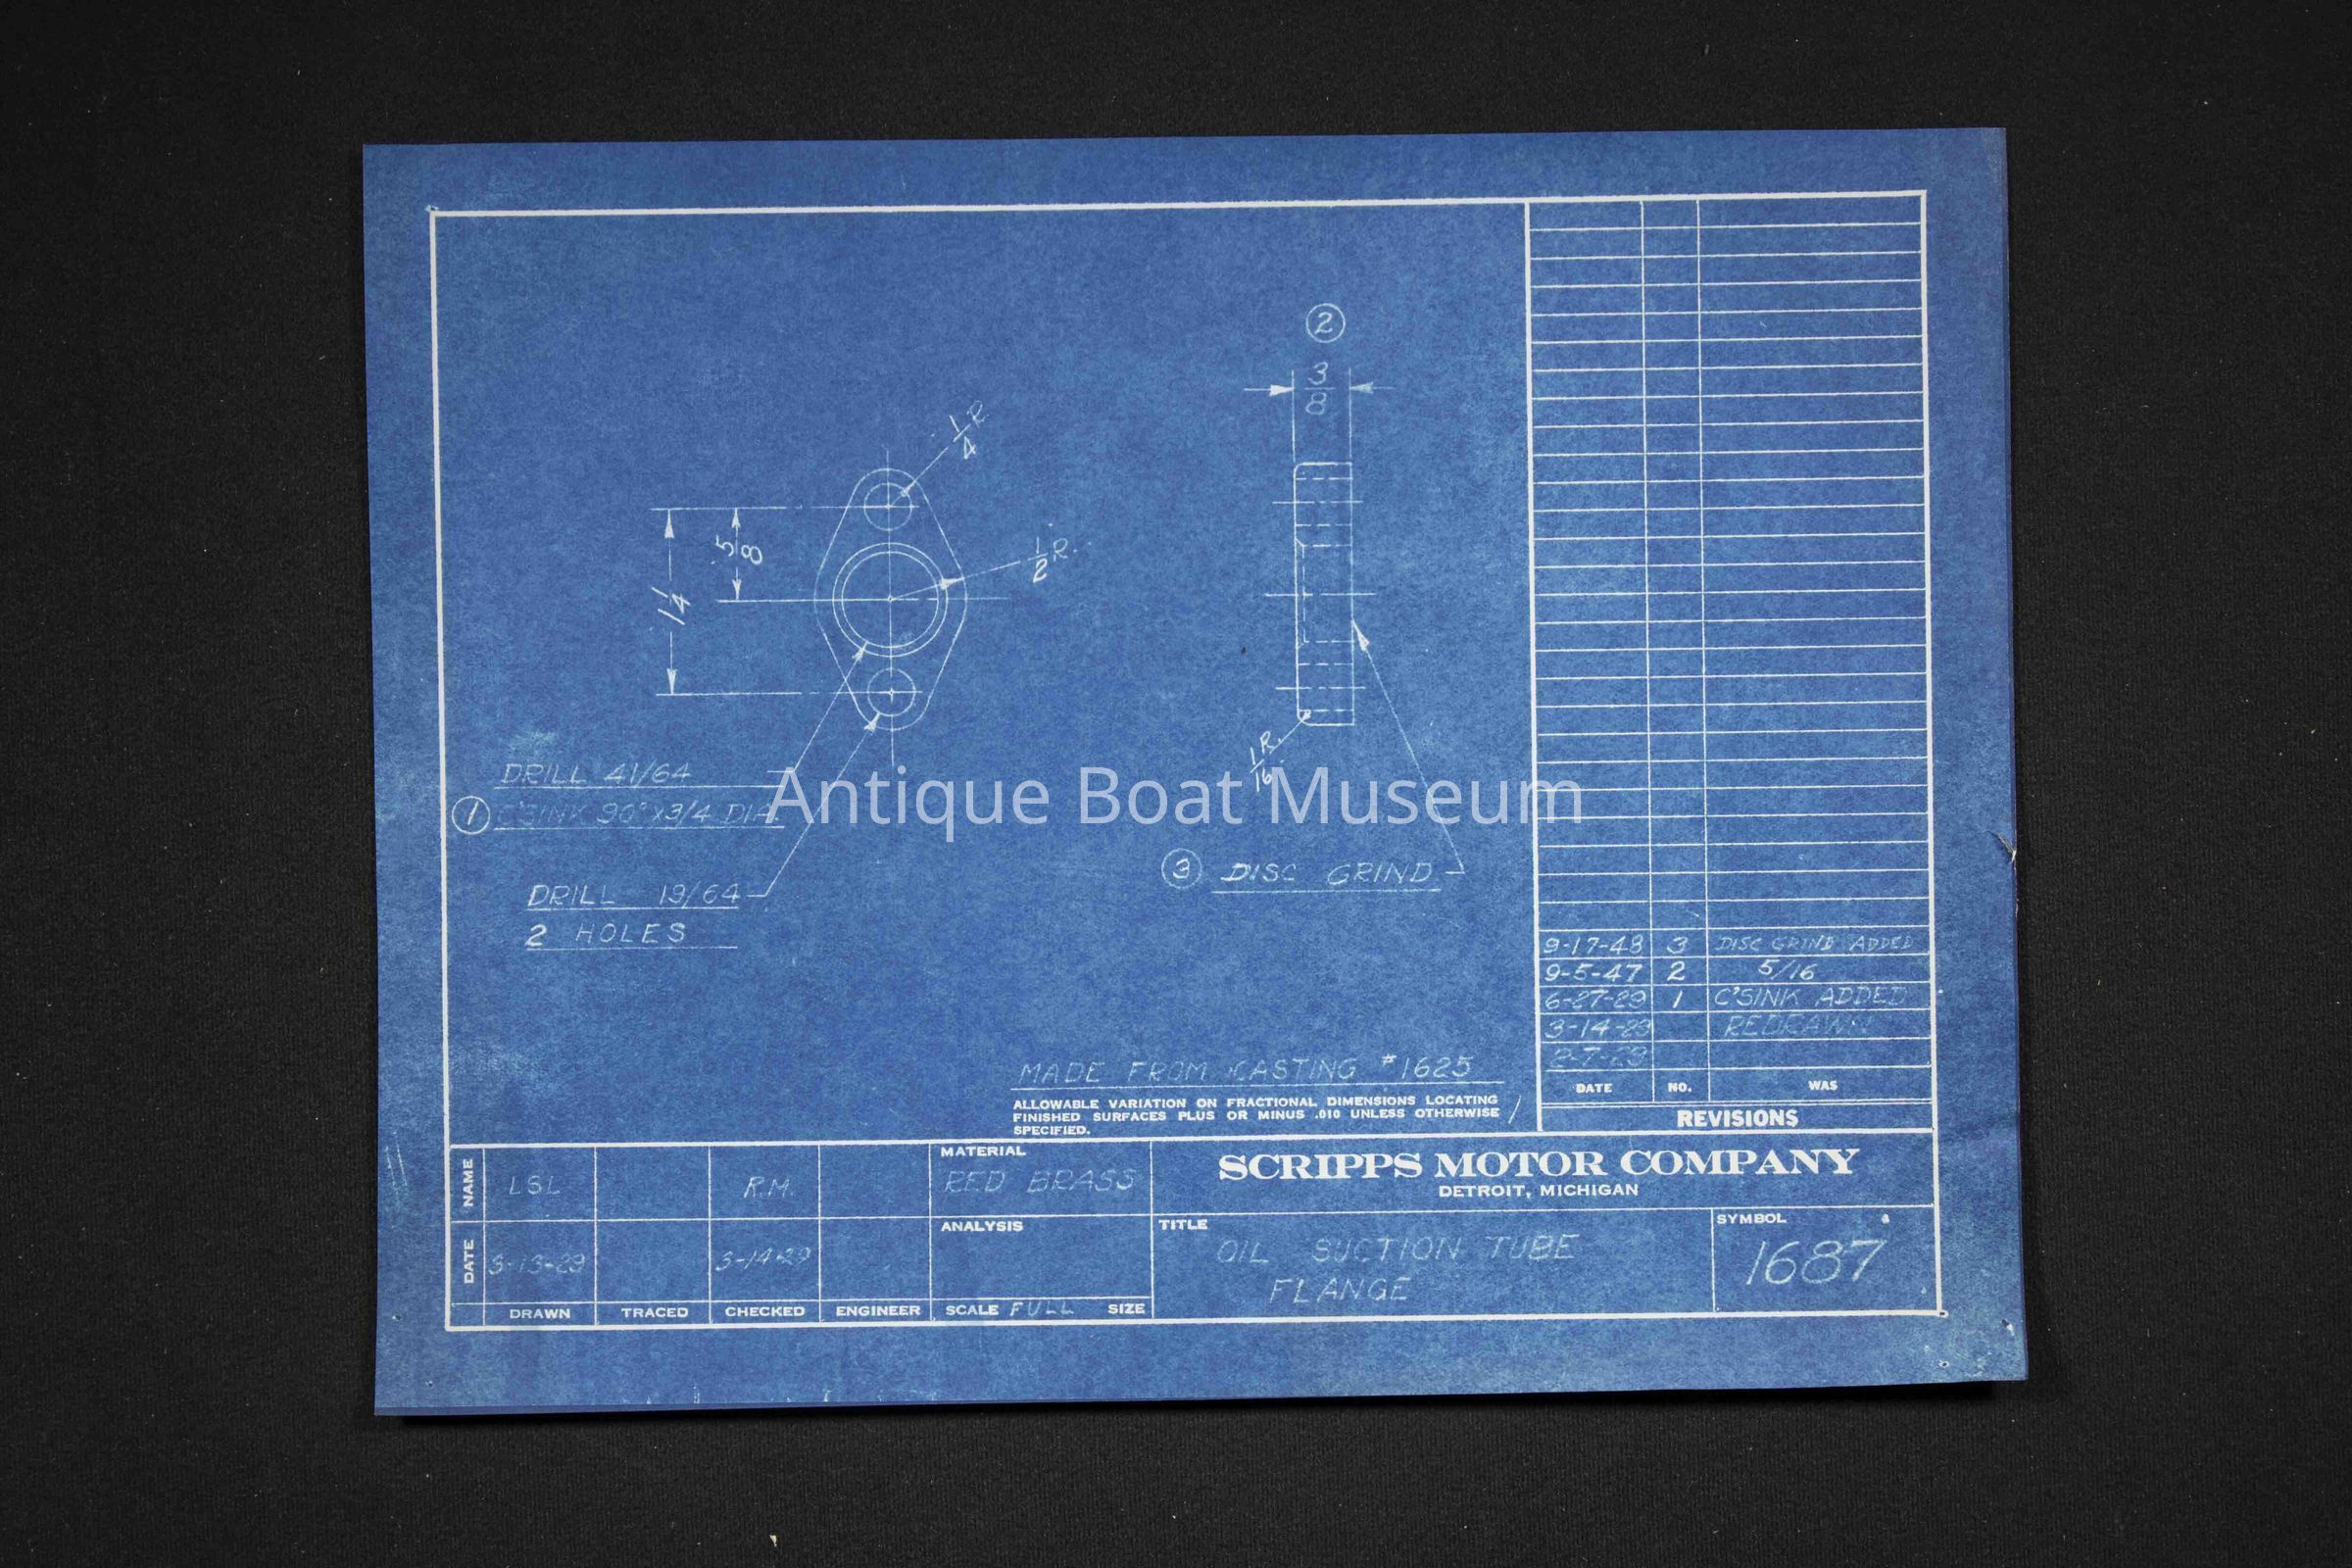 2
3/8
1/4 R
1/2 R.
5/8
1 1/4
1/16 R.
DRILL 41/64
1 C'SINK 90° x 3/4 DIA.
Antique Boat Museum
3 DISC GRIND
DRILL 19/64
2 HOLES
9-17-48 3 DISC GRIND ADDED
9-5-47 2 5/16
6-27-29 1 C'SINK ADDED
3-14-29 REDRAWN
2-7-29
DATE NO. WAS
REVISIONS
MADE FROM CASTING #1625
ALLOWABLE VARIATION ON FRACTIONAL DIMENSIONS LOCATING
FINISHED SURFACES PLUS OR MINUS .010 UNLESS OTHERWISE
SPECIFIED.
NAME LSL R.M.
DATE 3-13-29 3-14-29
DRAWN TRACED CHECKED ENGINEER
MATERIAL
RED BRASS
ANALYSIS
SCALE FULL SIZE
SCRIPPS MOTOR COMPANY
DETROIT, MICHIGAN
TITLE
OIL SUCTION TUBE
FLANGE
SYMBOL
1687